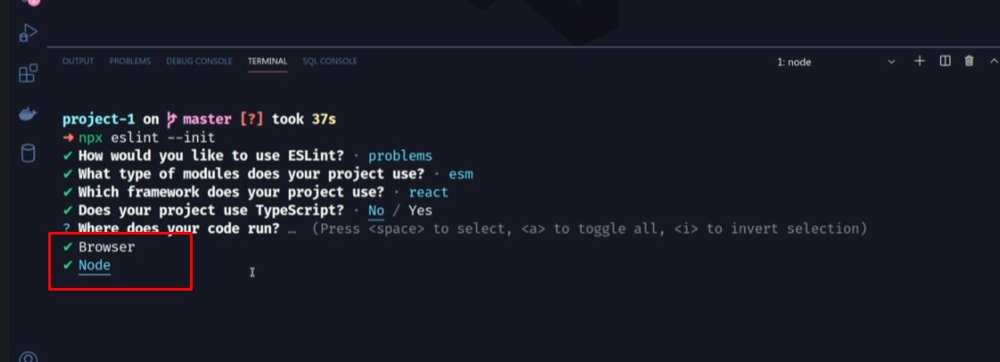 OUTPUT PROBLEMS DEBUG CONSOLE TERMINAL SQL CONSOLE 1: node
project-1 on master [?] took 37s
➜ npx eslint --init
✔ How would you like to use ESLint? · problems
✔ What type of modules does your project use? · esm
✔ Which framework does your project use? · react
✔ Does your project use TypeScript? · No / Yes
? Where does your code run? … (Press <space> to select, <a> to toggle all, <i> to invert selection)
✔ Browser
✔ Node